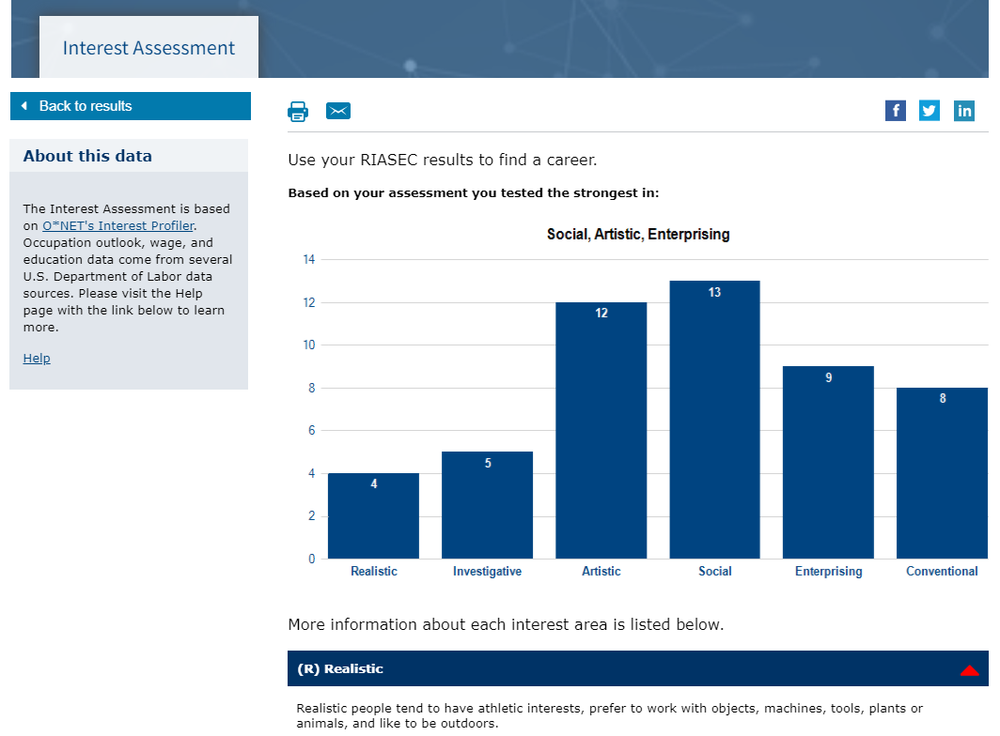 Interest Assessment
Back to results
About this data
The Interest Assessment is based
on O*NET's Interest Profiler.
Occupation outlook, wage, and
education data come from several
U.S. Department of Labor data
sources. Please visit the Help
page with the link below to learn
more.
Help
f
in
Use your RIASEC results to find a career.
Based on your assessment you tested the strongest in:
Social, Artistic, Enterprising
14
12
10
8
6
4
2
0
4
5
12
13
9
8
Realistic Investigative Artistic Social Enterprising Conventional
More information about each interest area is listed below.
(R) Realistic
Realistic people tend to have athletic interests, prefer to work with objects, machines, tools, plants or
animals, and like to be outdoors.